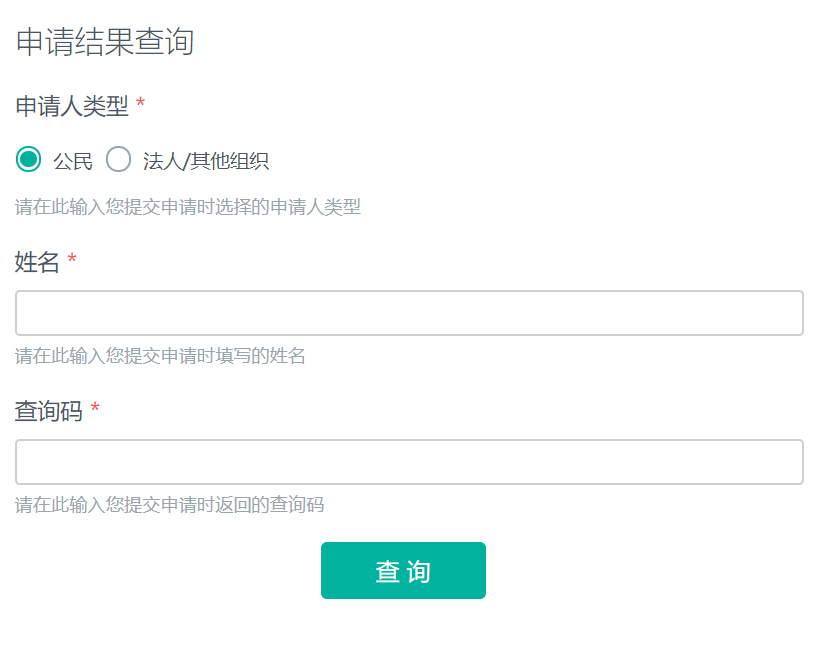 申请结果查询
申请人类型 *
公民 法人/其他组织
请在此输入您提交申请时选择的申请人类型
姓名 *
请在此输入您提交申请时填写的姓名
查询码 *
请在此输入您提交申请时返回的查询码
查 询